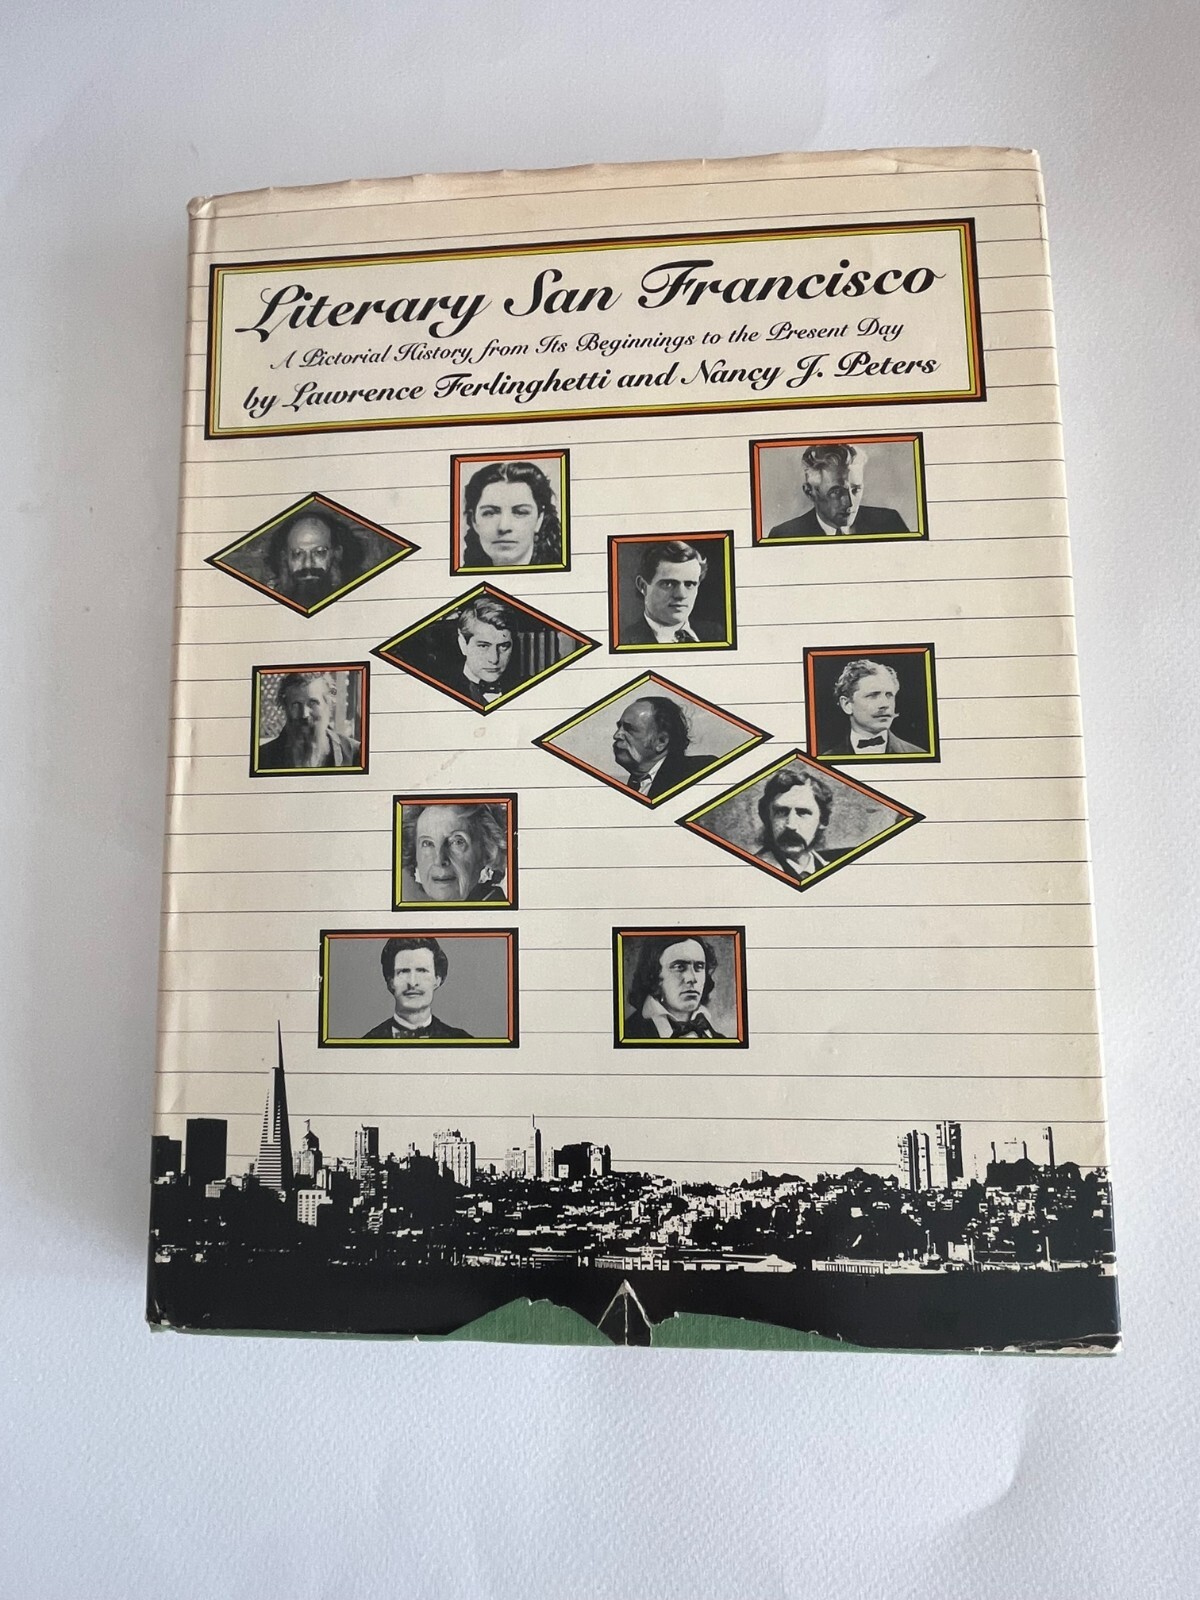 Literary San Francisco
A Pictorial History from Its Beginnings to the Present Day
by Lawrence Ferlinghetti and Nancy J. Peters